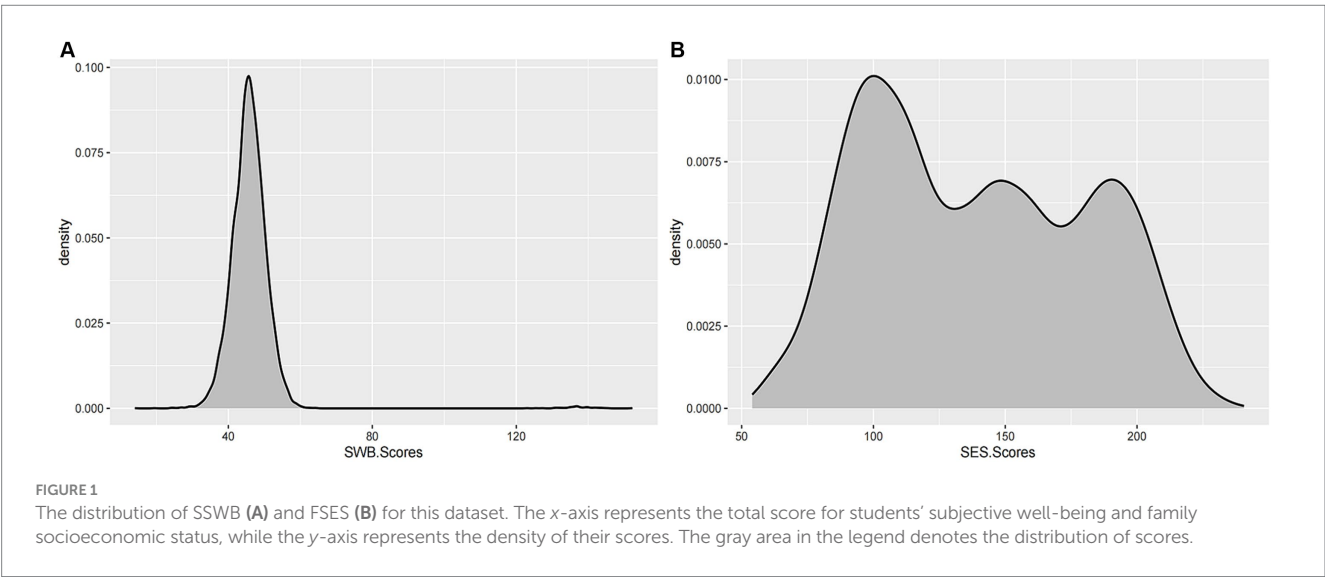 A
0.100
0.075
0.050
0.025
0.000
density
40 80 120
SWB.Scores
B
0.0100
0.0075
0.0050
0.0025
0.0000
density
50 100 150 200
SES.Scores
FIGURE 1
The distribution of SSWB (A) and FSES (B) for this dataset. The x-axis represents the total score for students’ subjective well-being and family
socioeconomic status, while the y-axis represents the density of their scores. The gray area in the legend denotes the distribution of scores.